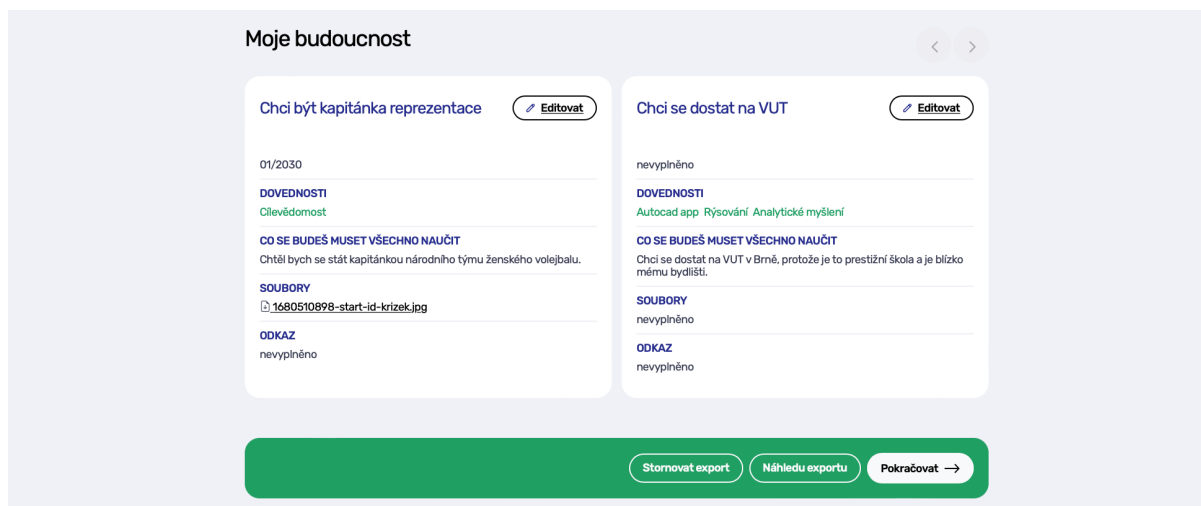 Moje budoucnost
Chci být kapitánka reprezentace
Editovat
01/2030
DOVEDNOSTI
Cílevědomost
CO SE BUDEŠ MUSET VŠECHNO NAUČIT
Chtěl bych se stát kapitánkou národního týmu ženského volejbalu.
SOUBORY
1680510898-start-id-krizek.jpg
ODKAZ
nevyplněno
Chci se dostat na VUT
Editovat
nevyplněno
DOVEDNOSTI
Autocad app Rýsování Analytické myšlení
CO SE BUDEŠ MUSET VŠECHNO NAUČIT
Chci se dostat na VUT v Brně, protože je to prestižní škola a je blízko
mému bydlišti.
SOUBORY
nevyplněno
ODKAZ
nevyplněno
Stornovat export
Náhledu exportu
Pokračovat